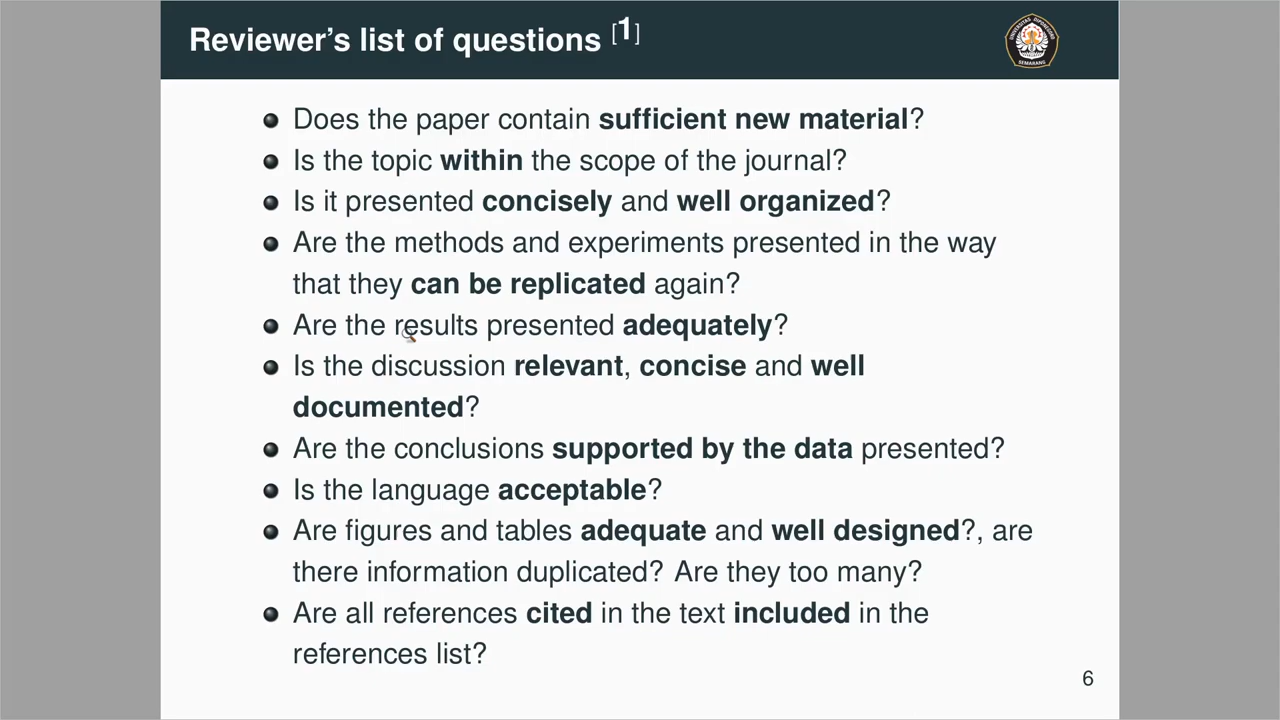 Reviewer's list of questions [1]
UNIVERSITAS DIPONEGORO
SEMARANG
Does the paper contain sufficient new material?
Is the topic within the scope of the journal?
Is it presented concisely and well organized?
Are the methods and experiments presented in the way
that they can be replicated again?
Are the results presented adequately?
Is the discussion relevant, concise and well
documented?
Are the conclusions supported by the data presented?
Is the language acceptable?
Are figures and tables adequate and well designed?, are
there information duplicated? Are they too many?
Are all references cited in the text included in the
references list?
6